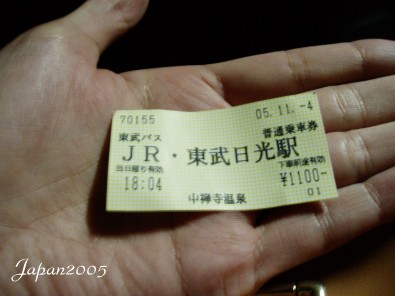 70155 05.11.-4
東武バス 普通乗車券
JR・東武日光駅
当日限り有効 下車前途有効
18:04 ¥1100-
中禅寺温泉 01
Japan2005